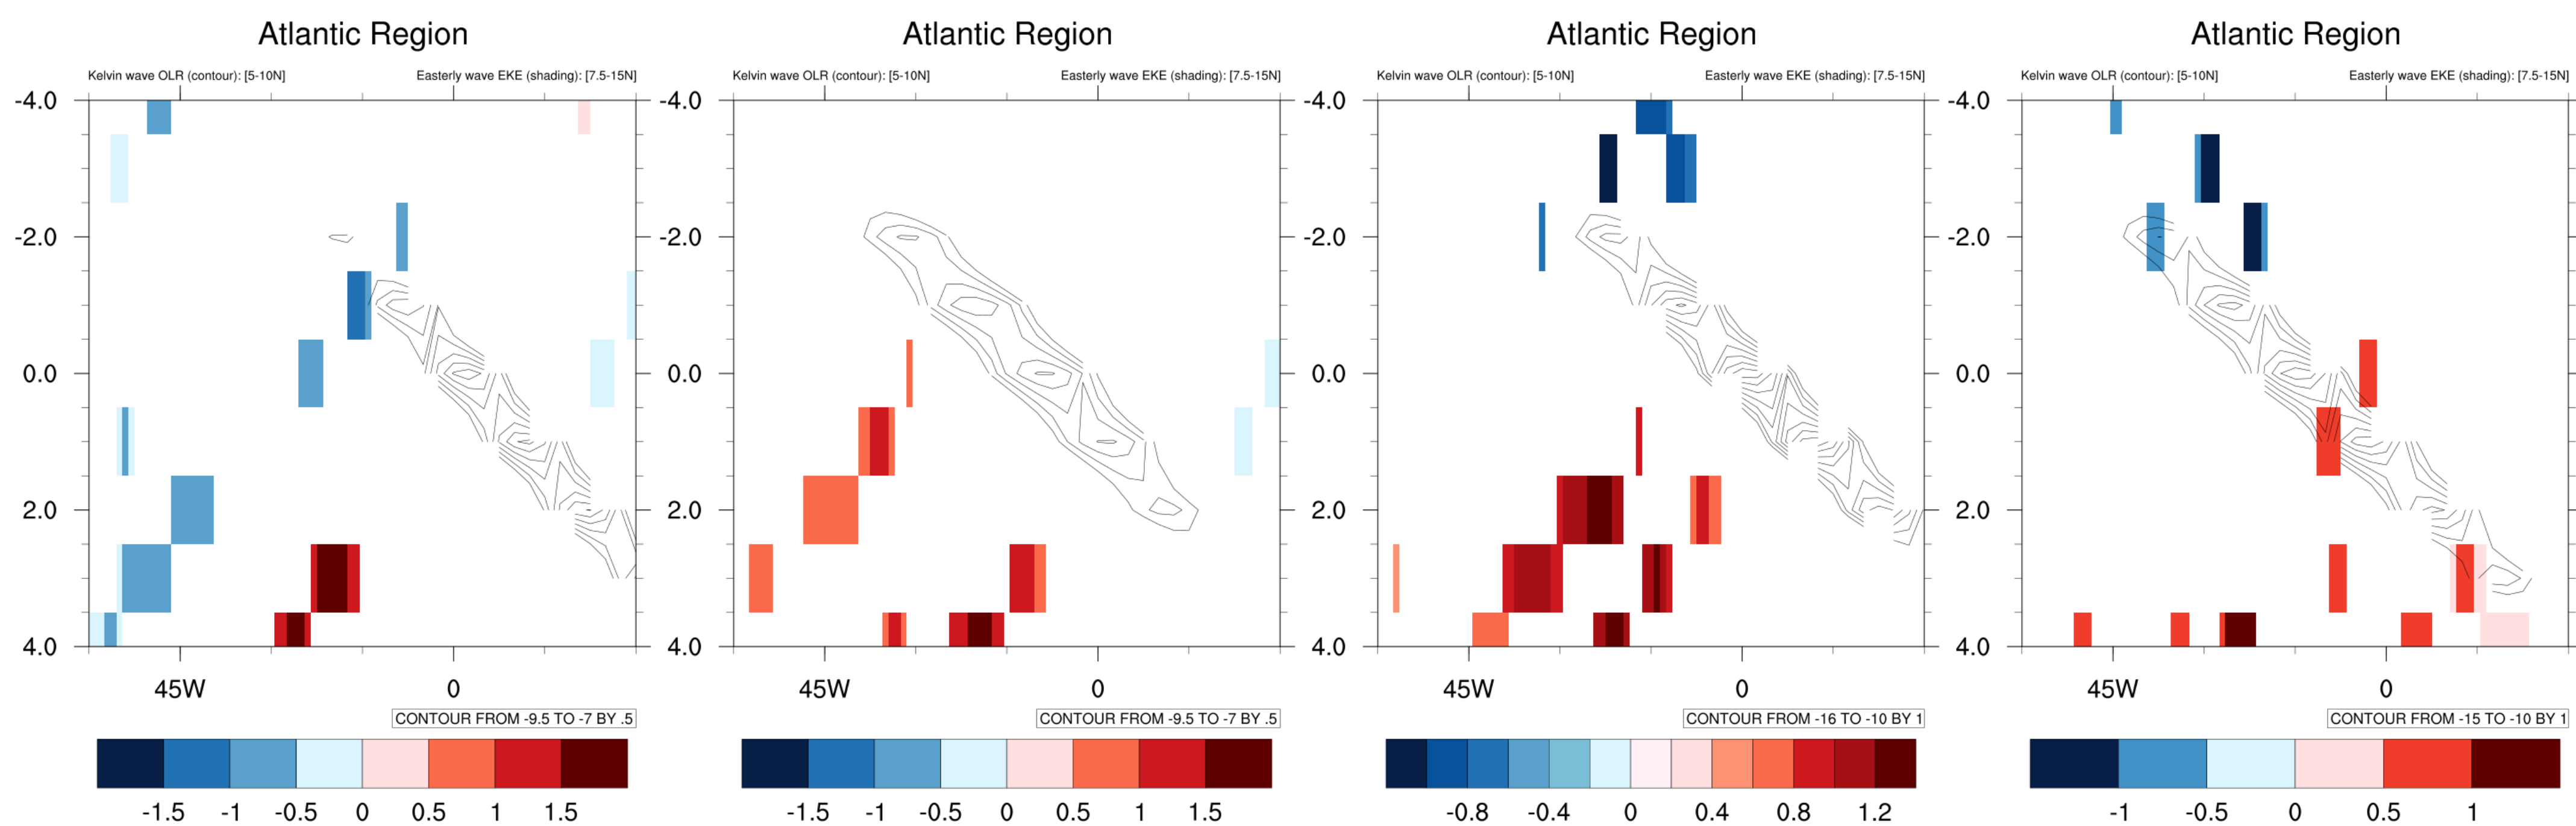 Atlantic Region Atlantic Region Atlantic Region Atlantic Region
Kelvin wave OLR (contour): [5-10N] Easterly wave EKE (shading): [7.5-15N] Kelvin wave OLR (contour): [5-10N] Easterly wave EKE (shading): [7.5-15N] Kelvin wave OLR (contour): [5-10N] Easterly wave EKE (shading): [7.5-15N] Kelvin wave OLR (contour): [5-10N] Easterly wave EKE (shading): [7.5-15N]
-4.0 -4.0 -4.0 -4.0
-2.0 -2.0 -2.0 -2.0
0.0 0.0 0.0 0.0
2.0 2.0 2.0 2.0
4.0 4.0 4.0 4.0
45W 0 45W 0 45W 0 45W 0
CONTOUR FROM -9.5 TO -7 BY .5 CONTOUR FROM -9.5 TO -7 BY .5 CONTOUR FROM -16 TO -10 BY 1 CONTOUR FROM -15 TO -10 BY 1
-1.5 -1 -0.5 0 0.5 1 1.5 -1.5 -1 -0.5 0 0.5 1 1.5 -0.8 -0.4 0 0.4 0.8 1.2 -1 -0.5 0 0.5 1